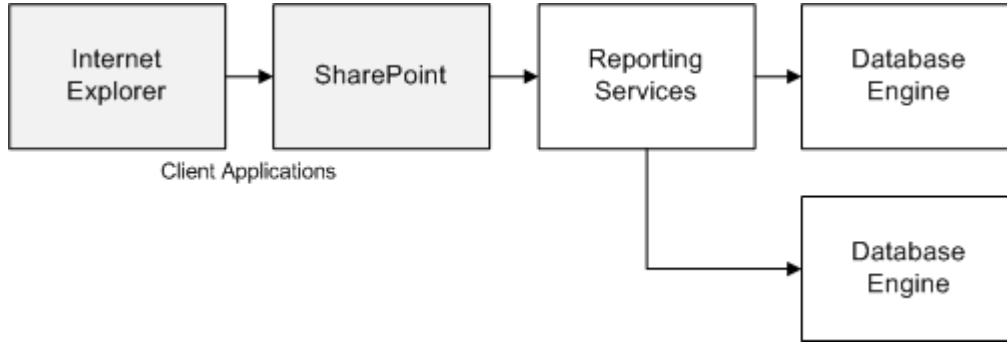 Internet
Explorer
SharePoint
Reporting
Services
Database
Engine
Client Applications
Database
Engine